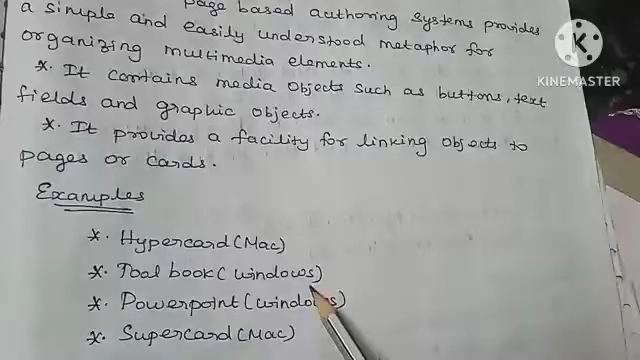 Page based authoring systems provides
a simple and easily understood metaphor for
organizing multimedia elements.
*. It contains media objects such as buttons, text
fields and graphic objects.
*. It provides a facility for linking objects to
pages or cards.
Examples
*. Hypercard (Mac)
*. Tool book (windows)
*. Powerpoint (windows)
*. Supercard (Mac)
KINEMASTER